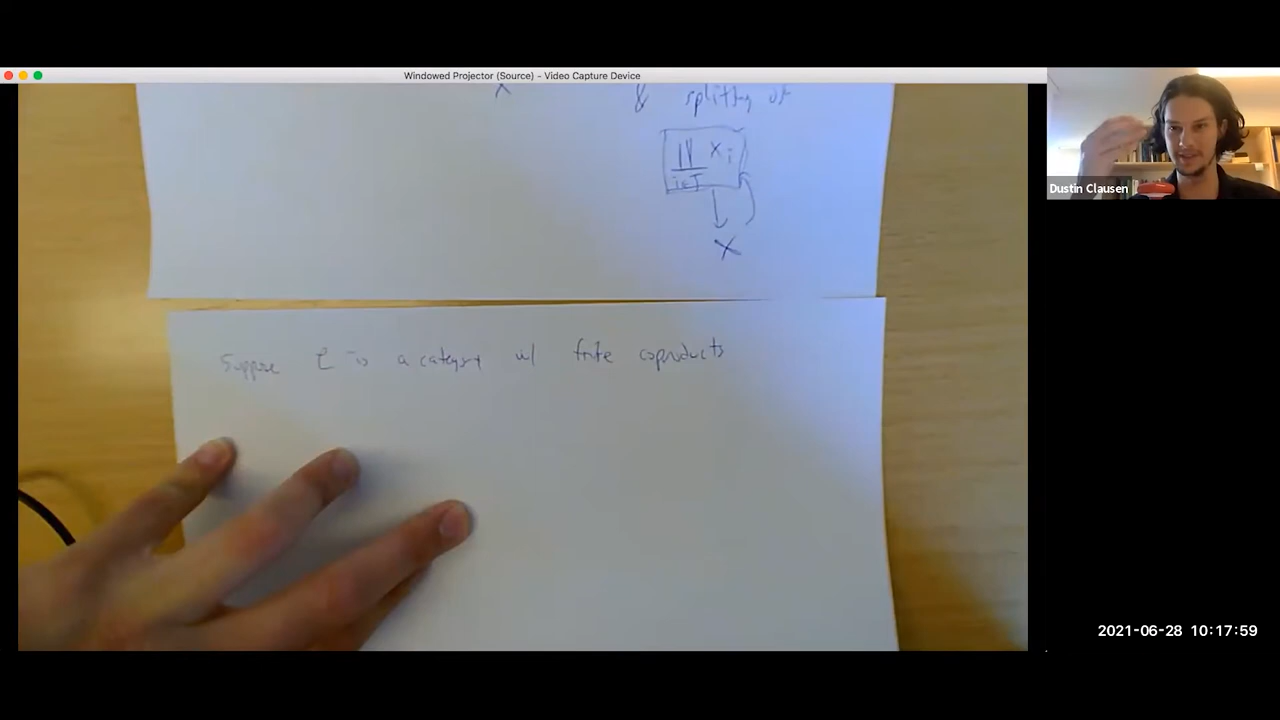 Windowed Projector (Source) - Video Capture Device
& splitting of
∐ Xᵢ
i∈I
X
Dustin Clausen
Suppose C is a category w/ finite coproducts
2021-06-28 10:17:59